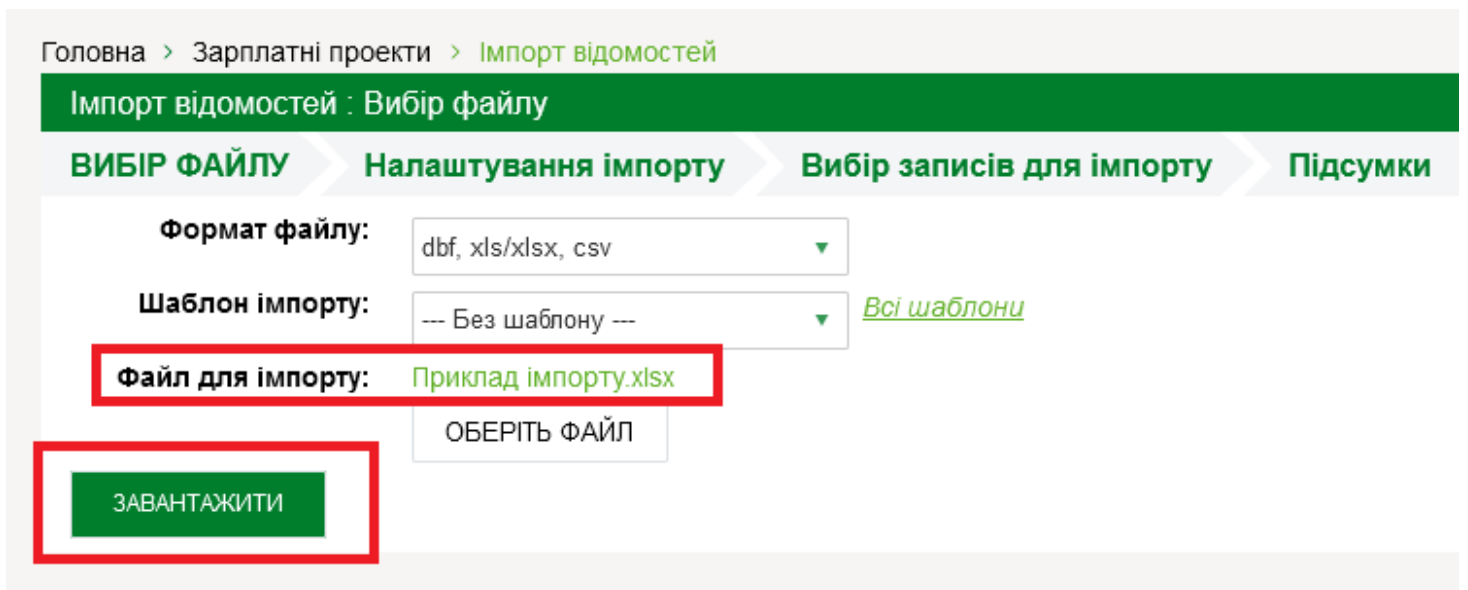 Головна > Зарплатні проекти > Імпорт відомостей
Імпорт відомостей : Вибір файлу
ВИБІР ФАЙЛУ Налаштування імпорту Вибір записів для імпорту Підсумки
Формат файлу: dbf, xls/xlsx, csv
Шаблон імпорту: --- Без шаблону --- Всі шаблони
Файл для імпорту: Приклад імпорту.xlsx
ОБЕРІТЬ ФАЙЛ
ЗАВАНТАЖИТИ